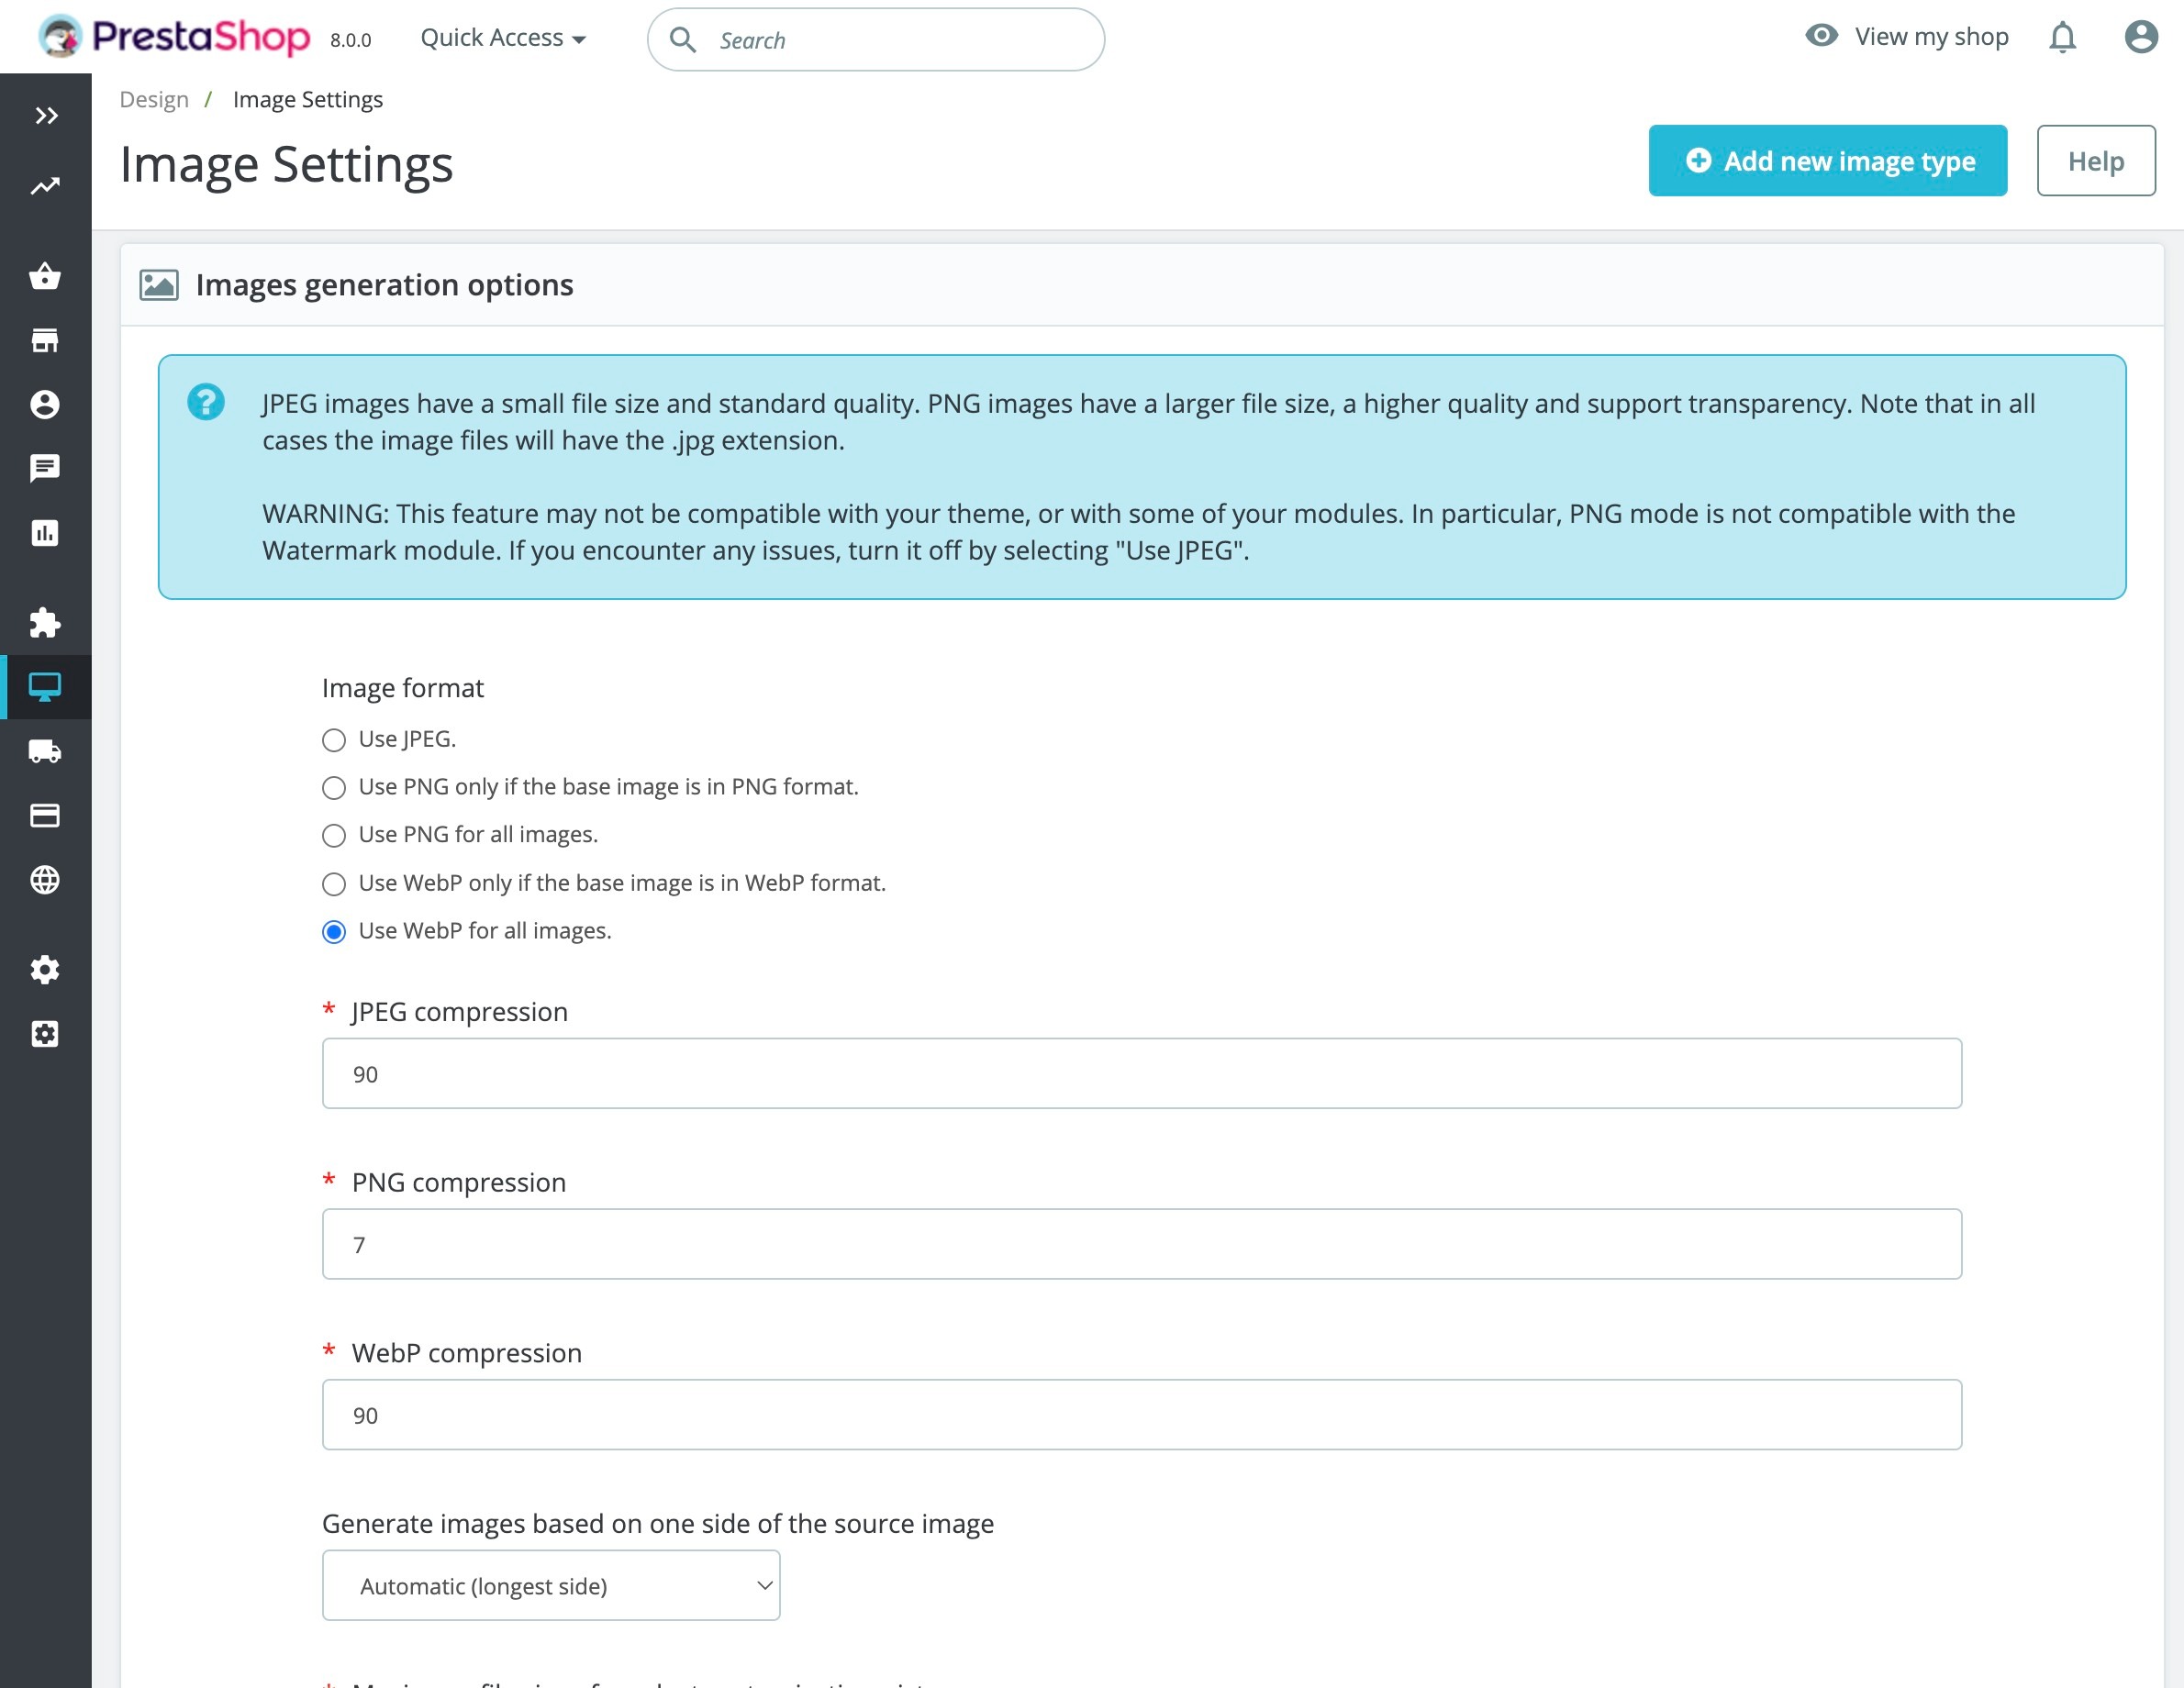 PrestaShop 8.0.0 Quick Access Search View my shop
Design / Image Settings
Image Settings
Add new image type Help
Images generation options
JPEG images have a small file size and standard quality. PNG images have a larger file size, a higher quality and support transparency. Note that in all
cases the image files will have the .jpg extension.
WARNING: This feature may not be compatible with your theme, or with some of your modules. In particular, PNG mode is not compatible with the
Watermark module. If you encounter any issues, turn it off by selecting "Use JPEG".
Image format
Use JPEG.
Use PNG only if the base image is in PNG format.
Use PNG for all images.
Use WebP only if the base image is in WebP format.
Use WebP for all images.
* JPEG compression
90
* PNG compression
7
* WebP compression
90
Generate images based on one side of the source image
Automatic (longest side)